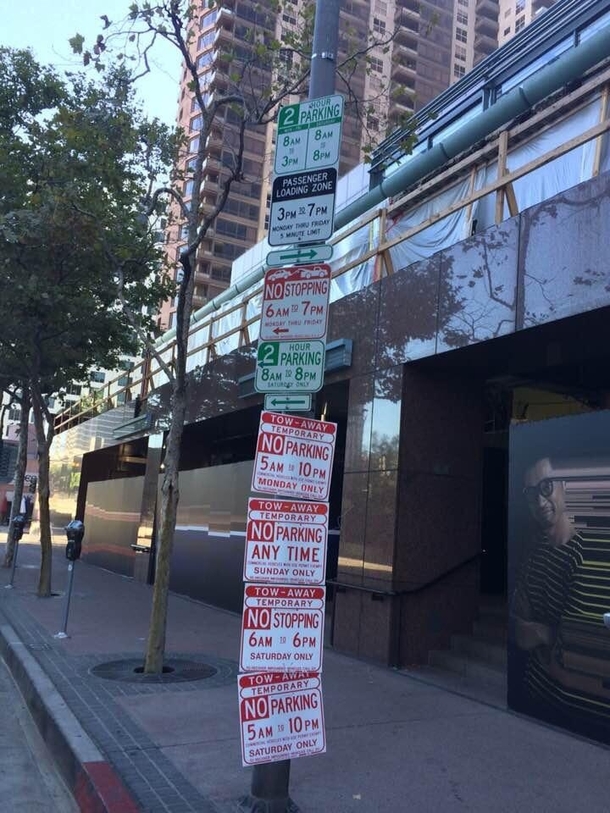 2 HOUR
PARKING
8AM 8AM
TO TO
3PM 8PM
PASSENGER
LOADING ZONE
3PM TO 7PM
MONDAY THRU FRIDAY
5 MINUTE LIMIT
NO STOPPING
6AM TO 7PM
MONDAY THRU FRIDAY
2 HOUR
PARKING
8AM TO 8PM
SATURDAY ONLY
TOW-AWAY
TEMPORARY
NO PARKING
5AM TO 10PM
MONDAY ONLY
TOW-AWAY
TEMPORARY
NO PARKING
ANY TIME
SUNDAY ONLY
TOW-AWAY
TEMPORARY
NO STOPPING
6AM TO 6PM
SATURDAY ONLY
TOW-AWAY
TEMPORARY
NO PARKING
5AM TO 10PM
SATURDAY ONLY